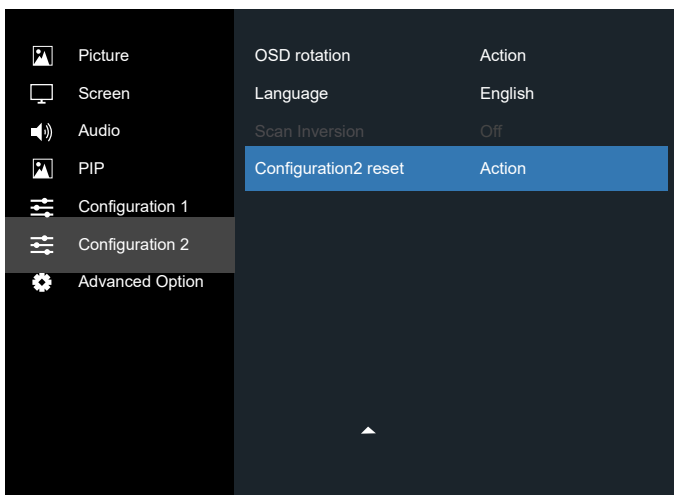 Picture
Screen
Audio
PIP
Configuration 1
Configuration 2
Advanced Option
OSD rotation Action
Language English
Scan Inversion Off
Configuration2 reset Action